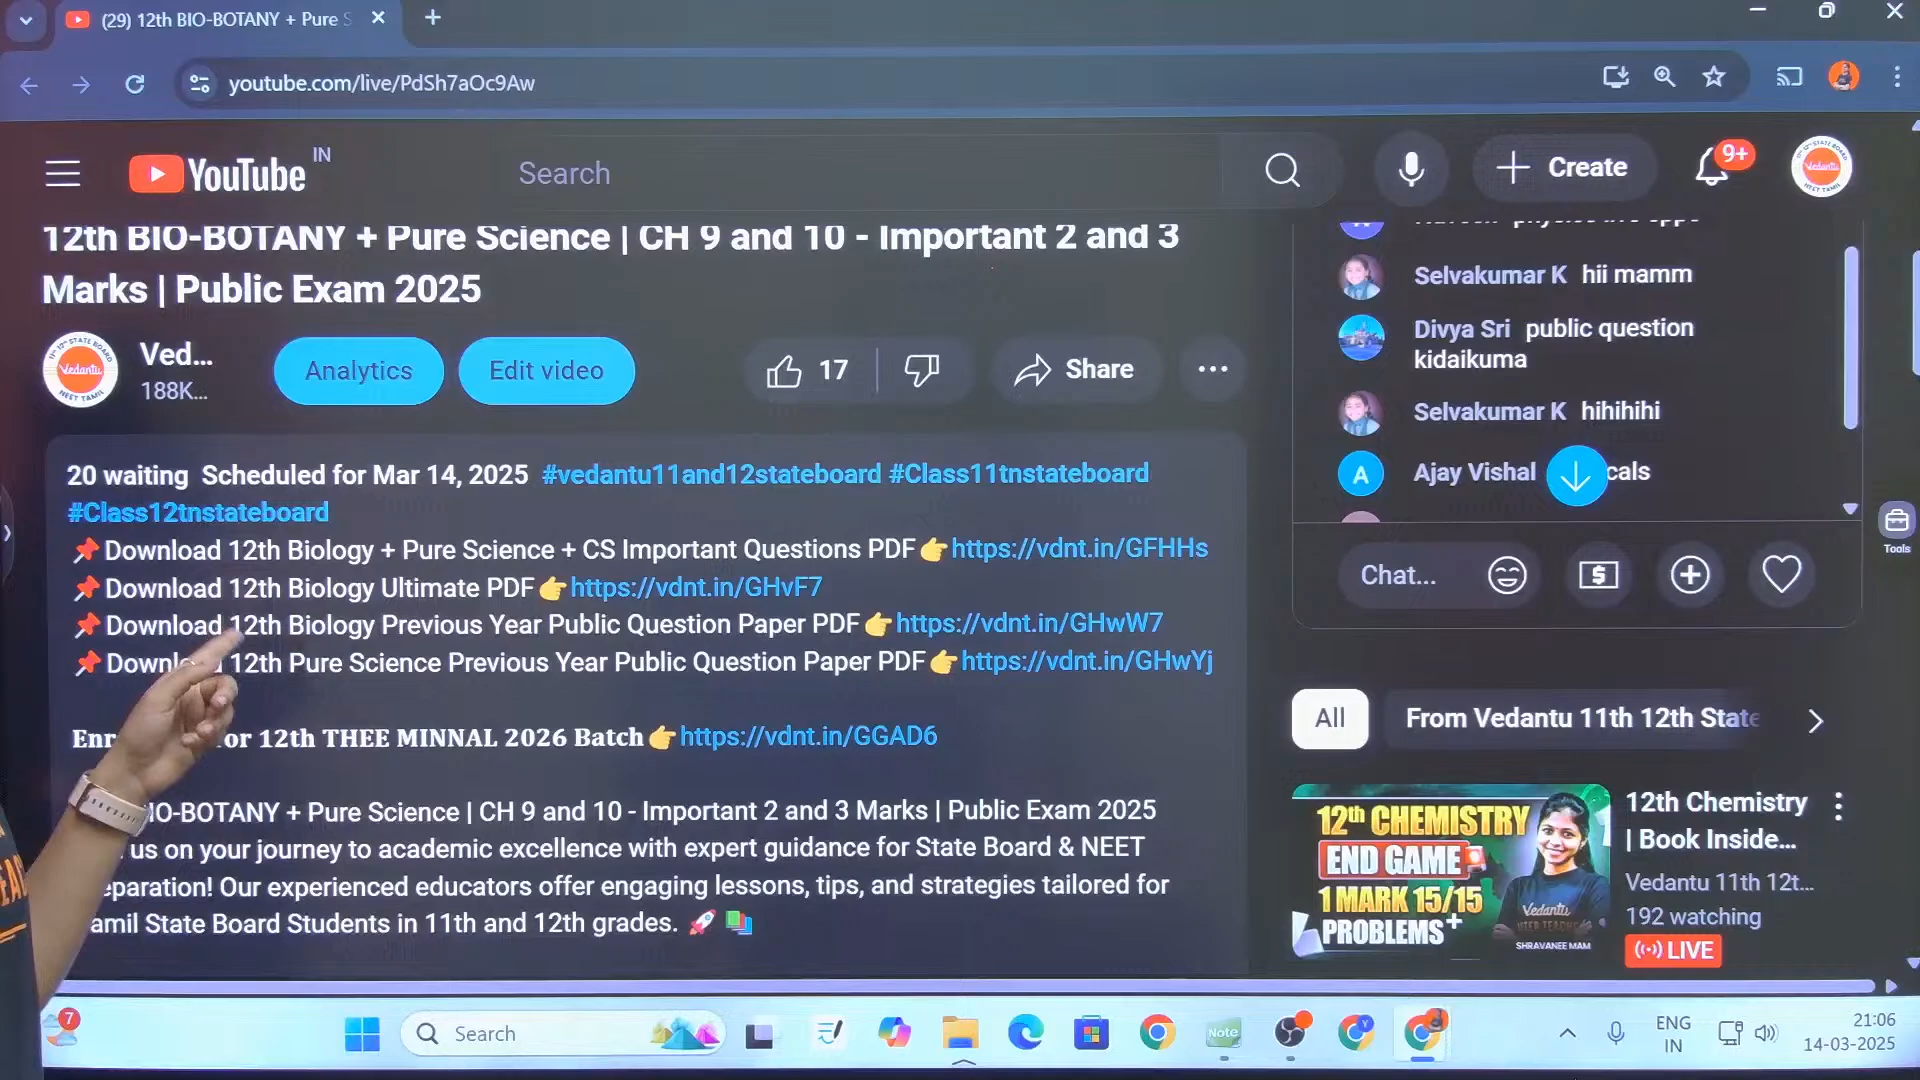 (29) 12th BIO-BOTANY + Pure S
youtube.com/live/PdSh7aOc9Aw
YouTube IN
Search
Create
9+
Vedantu
12th BIO-BOTANY + Pure Science | CH 9 and 10 - Important 2 and 3
Marks | Public Exam 2025
Vedantu
Ved...
188K...
Analytics
Edit video
17
Share
20 waiting Scheduled for Mar 14, 2025 #vedantu11and12stateboard #Class11tnstateboard
#Class12tnstateboard
Download 12th Biology + Pure Science + CS Important Questions PDF👉https://vdnt.in/GFHHs
Download 12th Biology Ultimate PDF👉https://vdnt.in/GHvF7
Download 12th Biology Previous Year Public Question Paper PDF👉https://vdnt.in/GHwW7
12th Pure Science Previous Year Public Question Paper PDF👉https://vdnt.in/GHwYj
12th THEE MINNAL 2026 Batch👉https://vdnt.in/GGAD6
IO-BOTANY + Pure Science | CH 9 and 10 - Important 2 and 3 Marks | Public Exam 2025
us on your journey to academic excellence with expert guidance for State Board & NEET
eparation! Our experienced educators offer engaging lessons, tips, and strategies tailored for
amil State Board Students in 11th and 12th grades.
Selvakumar K hii mamm
Divya Sri public question
kidaikuma
Selvakumar K hihihihi
A Ajay Vishal cals
Chat...
Tools
All
From Vedantu 11th 12th State
12th CHEMISTRY
END GAME
1 MARK 15/15
PROBLEMS+
Vedantu
SHRAVANEE MAM
12th Chemistry
| Book Inside...
Vedantu 11th 12t...
192 watching
LIVE
7
Search
Note
ENG
IN
21:06
14-03-2025